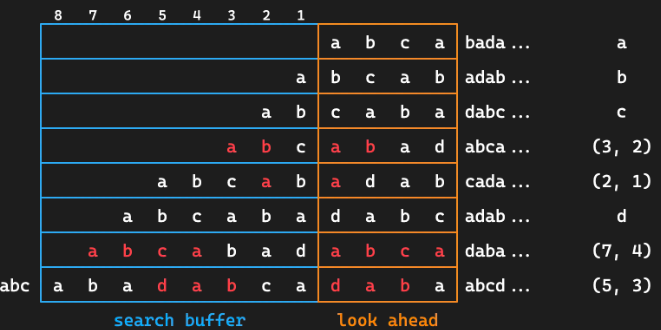 8 7 6 5 4 3 2 1
a b c a bada ... a
a b c a b adab ... b
a b c a b a dabc ... c
a b c a b a d abca ... (3, 2)
a b c a b a d a b cada ... (2, 1)
a b c a b a d a b c adab ... d
a b c a b a d a b c a daba ... (7, 4)
abc a b a d a b c a d a b a abcd ... (5, 3)
search buffer look ahead